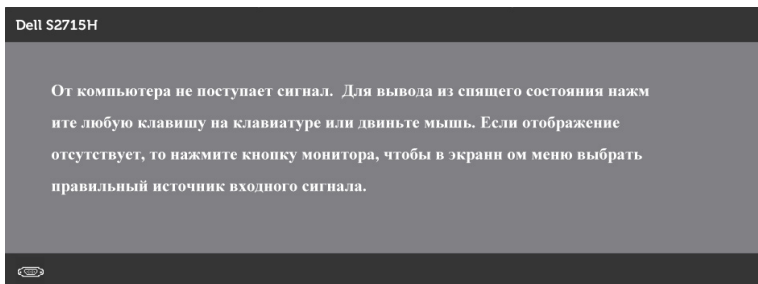 Dell S2715H
От компьютера не поступает сигнал. Для вывода из спящего состояния нажм
ите любую клавишу на клавиатуре или двиньте мышь. Если отображение
отсутствует, то нажмите кнопку монитора, чтобы в экранн ом меню выбрать
правильный источник входного сигнала.